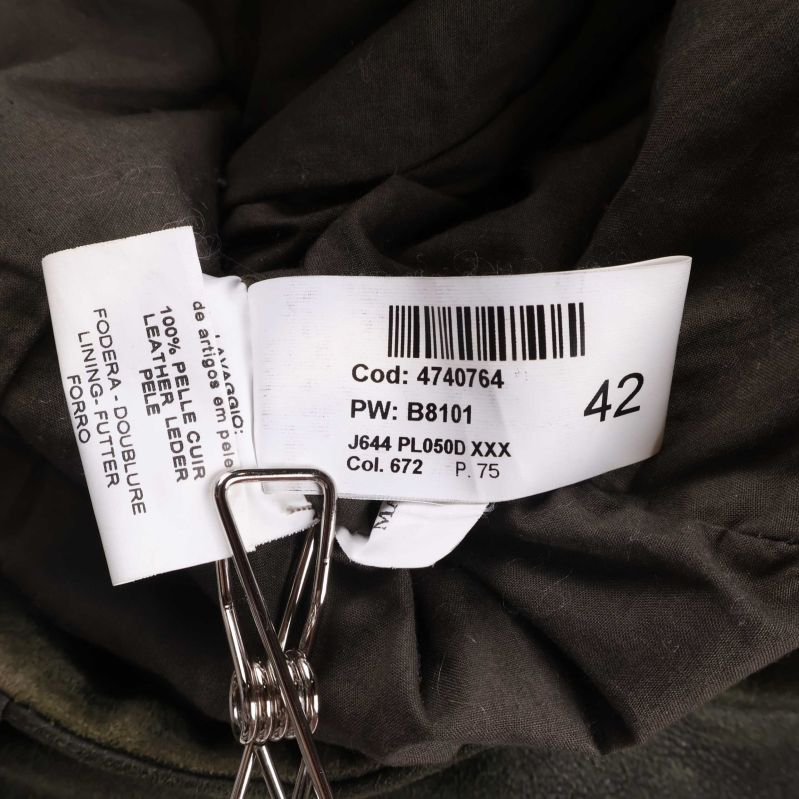 FODERA - DOUBLURE
LINING- FUTTER
FORRO
100% PELLE CUIR
LEATHER LEDER
PELE
LAVAGGIO:
de artigos em pele
Cod: 4740764
PW: B8101
J644 PL050D XXX
Col. 672 P. 75
42